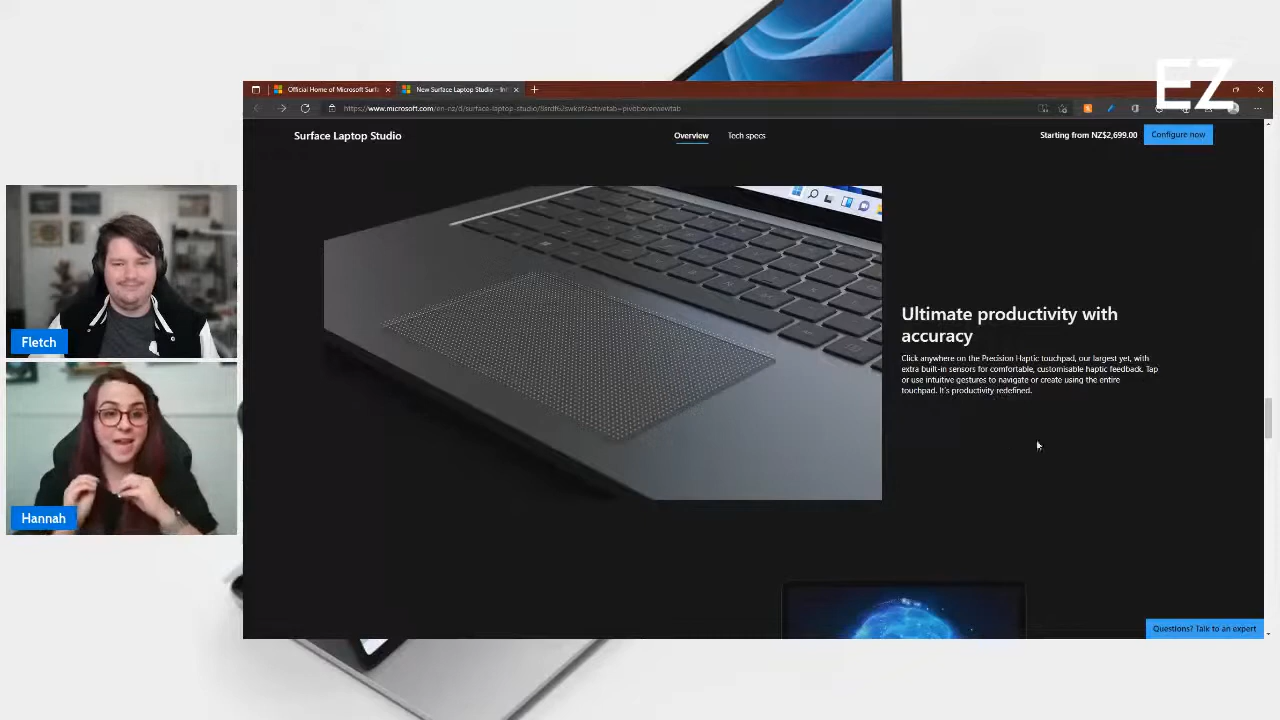 EZ
Official Home of Microsoft Surfa
New Surface Laptop Studio – Int
Surface Laptop Studio
Overview
Tech specs
Starting from NZ$2,699.00
Configure now
Ultimate productivity with
accuracy
Click anywhere on the Precision Haptic touchpad, our largest yet, with
extra built-in sensors for comfortable, customisable haptic feedback. Tap
or use intuitive gestures to navigate or create using the entire
touchpad. It's productivity redefined.
Fletch
Hannah
Questions? Talk to an expert